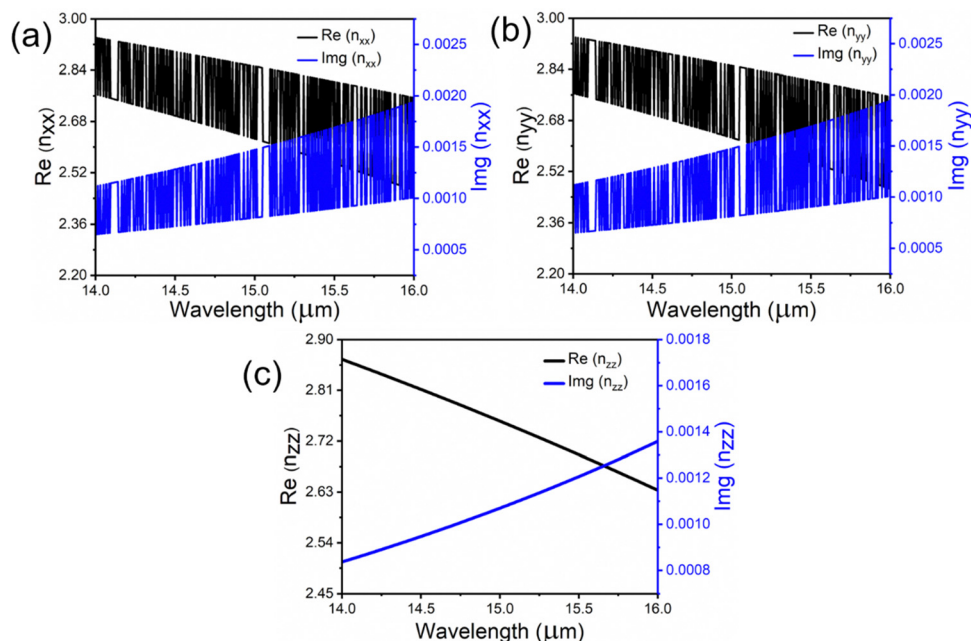 (a)
3.00
2.84
2.68
2.52
2.36
2.20
Re (nxx)
Re (nxx)
Img (nxx)
0.0025
0.0020
0.0015
0.0010
0.0005
Img (nxx)
14.0 14.5 15.0 15.5 16.0
Wavelength (μm)
(b)
3.00
2.84
2.68
2.52
2.36
2.20
Re (nyy)
Re (nyy)
Img (nyy)
0.0025
0.0020
0.0015
0.0010
0.0005
Img (nyy)
14.0 14.5 15.0 15.5 16.0
Wavelength (μm)
(c)
2.90
2.81
2.72
2.63
2.54
2.45
Re (nzz)
Re (nzz)
Img (nzz)
0.0018
0.0016
0.0014
0.0012
0.0010
0.0008
Img (nzz)
14.0 14.5 15.0 15.5 16.0
Wavelength (μm)